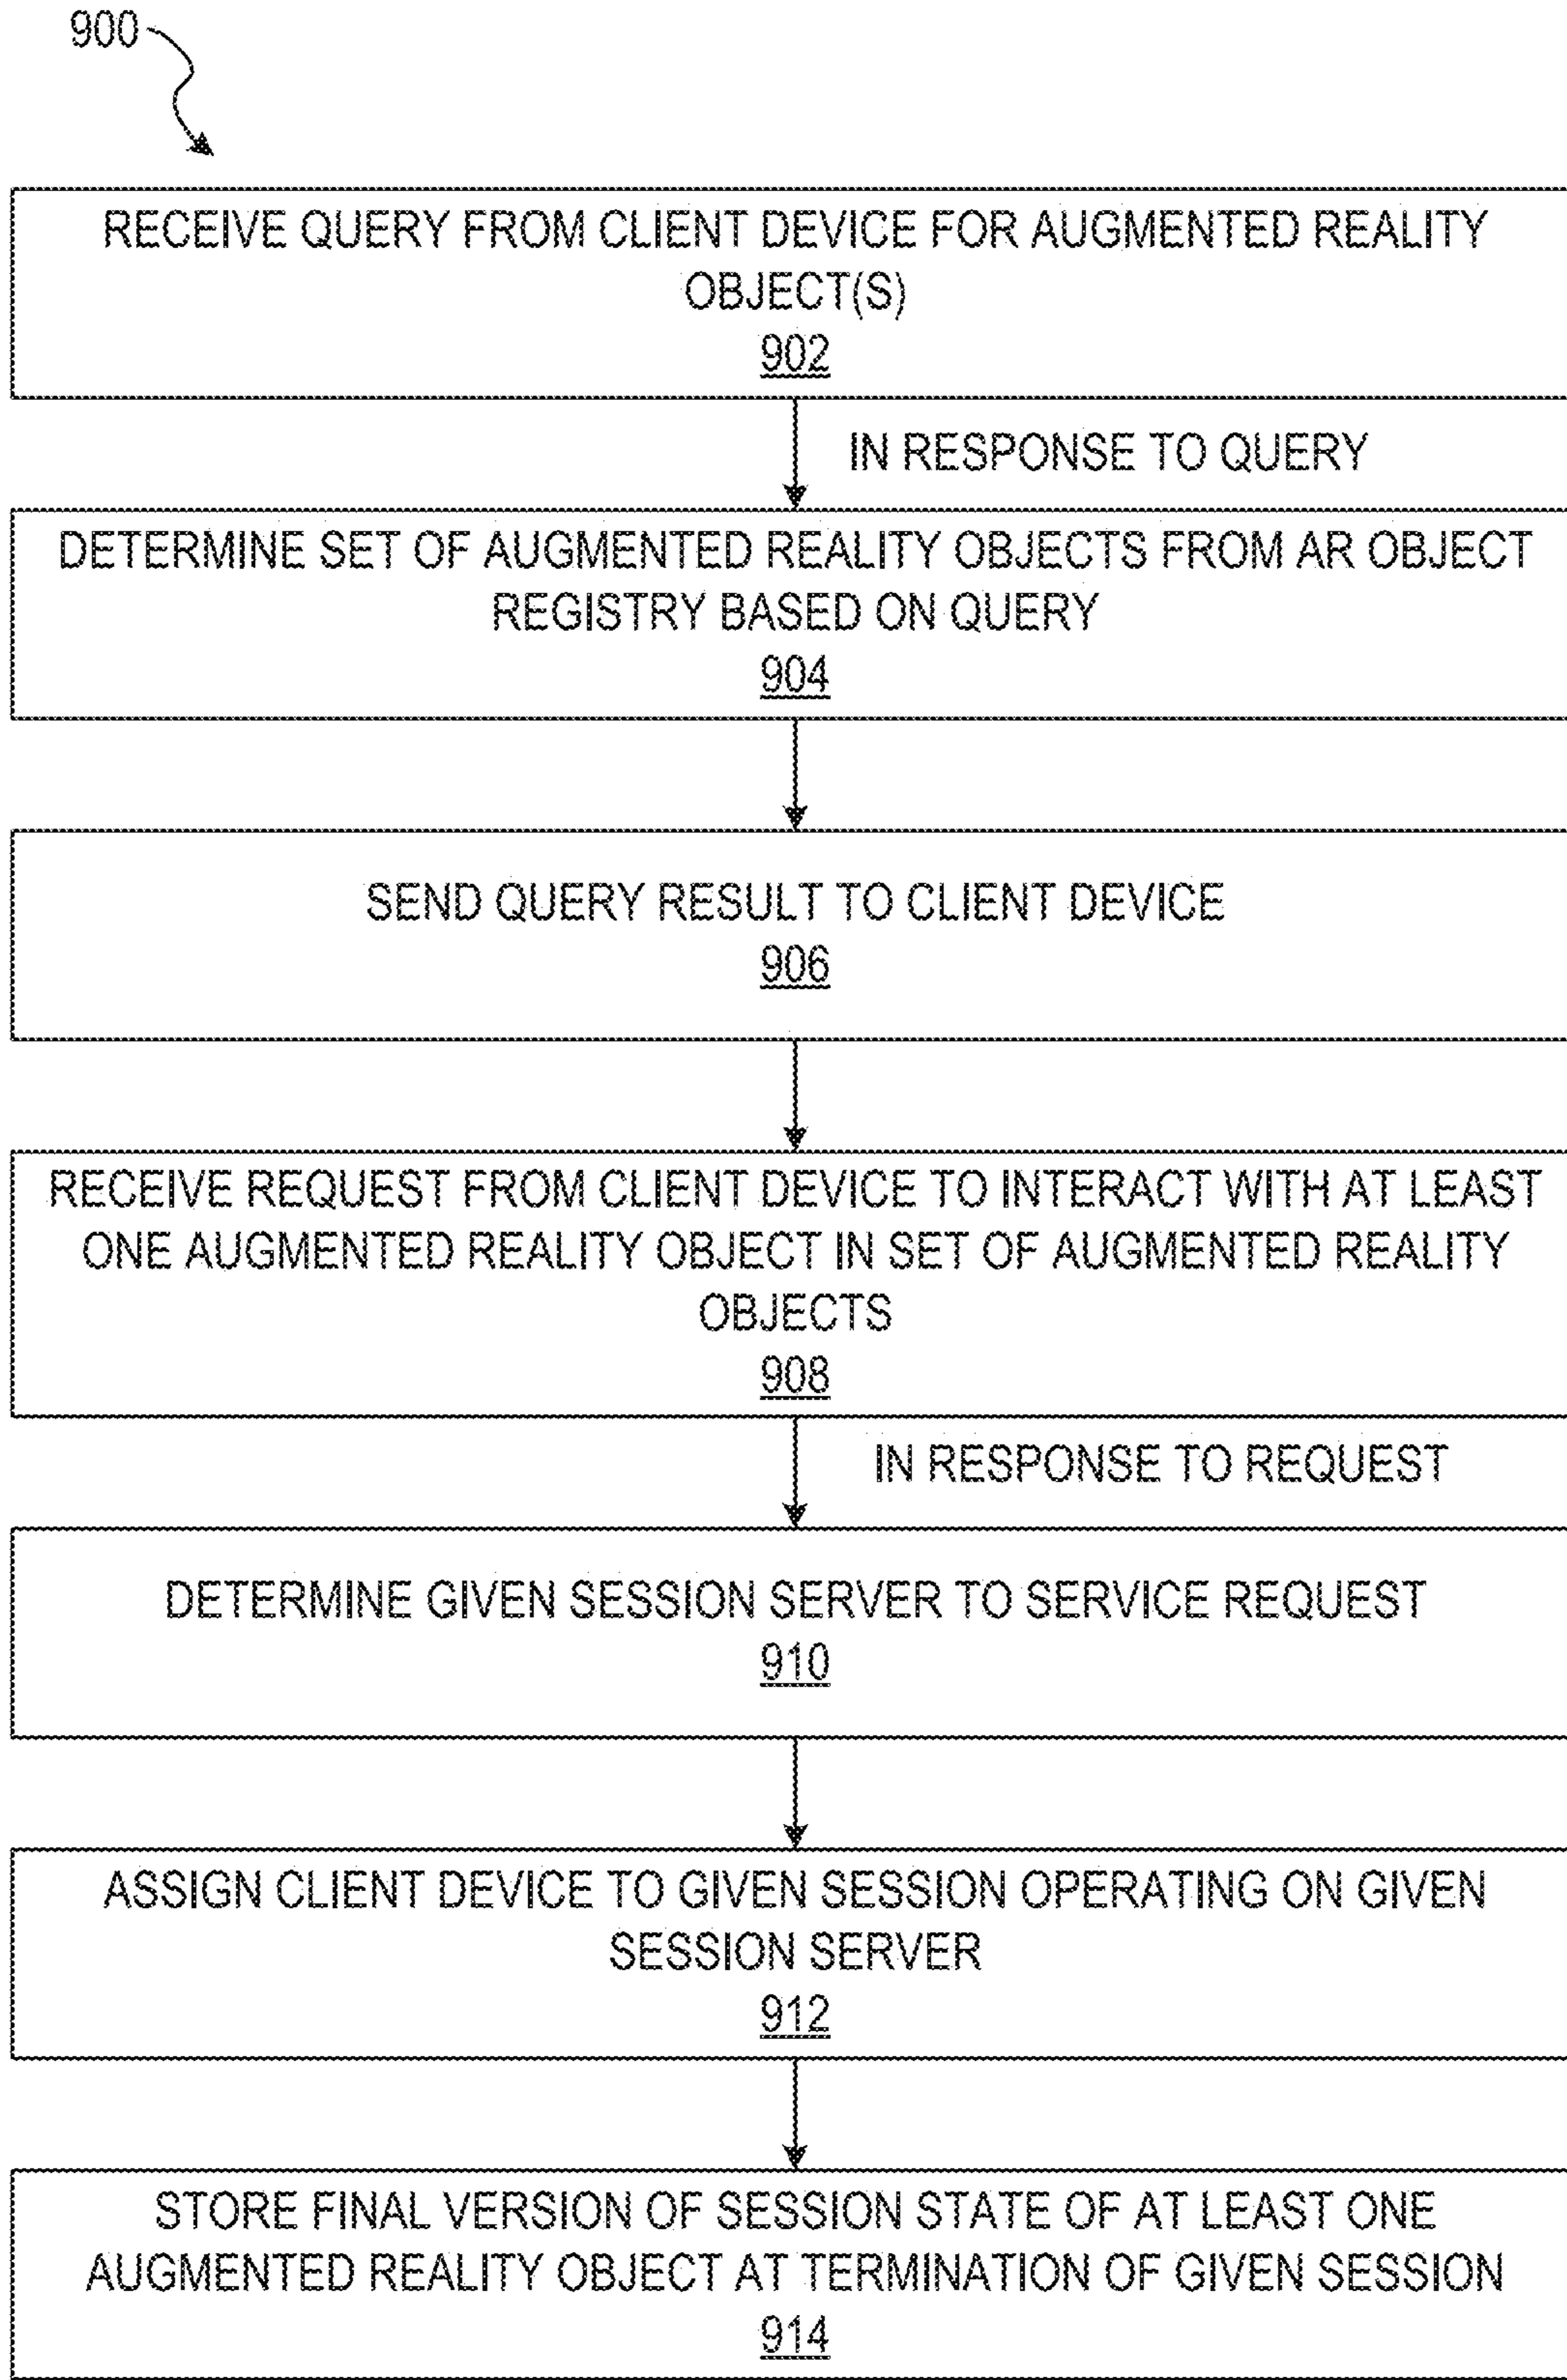 900
RECEIVE QUERY FROM CLIENT DEVICE FOR AUGMENTED REALITY
OBJECT(S)
902
IN RESPONSE TO QUERY
DETERMINE SET OF AUGMENTED REALITY OBJECTS FROM AR OBJECT
REGISTRY BASED ON QUERY
904
SEND QUERY RESULT TO CLIENT DEVICE
906
RECEIVE REQUEST FROM CLIENT DEVICE TO INTERACT WITH AT LEAST
ONE AUGMENTED REALITY OBJECT IN SET OF AUGMENTED REALITY
OBJECTS
908
IN RESPONSE TO REQUEST
DETERMINE GIVEN SESSION SERVER TO SERVICE REQUEST
910
ASSIGN CLIENT DEVICE TO GIVEN SESSION OPERATING ON GIVEN
SESSION SERVER
912
STORE FINAL VERSION OF SESSION STATE OF AT LEAST ONE
AUGMENTED REALITY OBJECT AT TERMINATION OF GIVEN SESSION
914